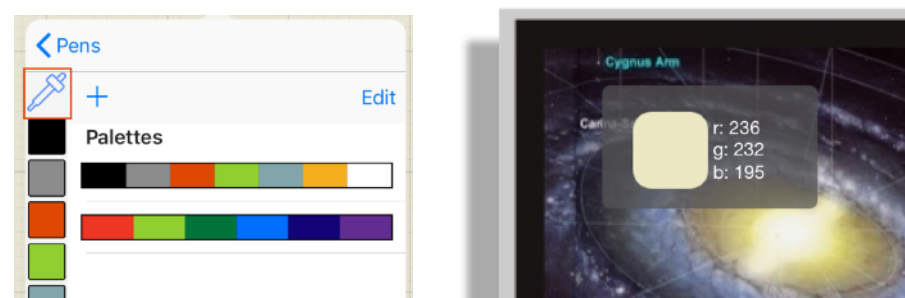 Pens
Edit
Palettes
Cygnus Arm
r: 236
g: 232
b: 195